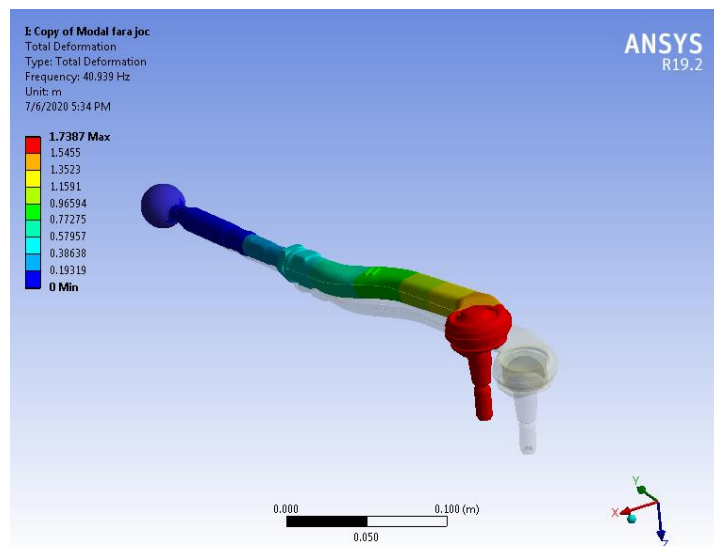 I: Copy of Modal fara joc
Total Deformation
Type: Total Deformation
Frequency: 40.939 Hz
Unit: m
7/6/2020 5:34 PM
ANSYS
R19.2
1.7387 Max
1.5455
1.3523
1.1591
0.96594
0.77275
0.57957
0.38638
0.19319
0 Min
0.000
0.100 (m)
0.050
Y
X
Z